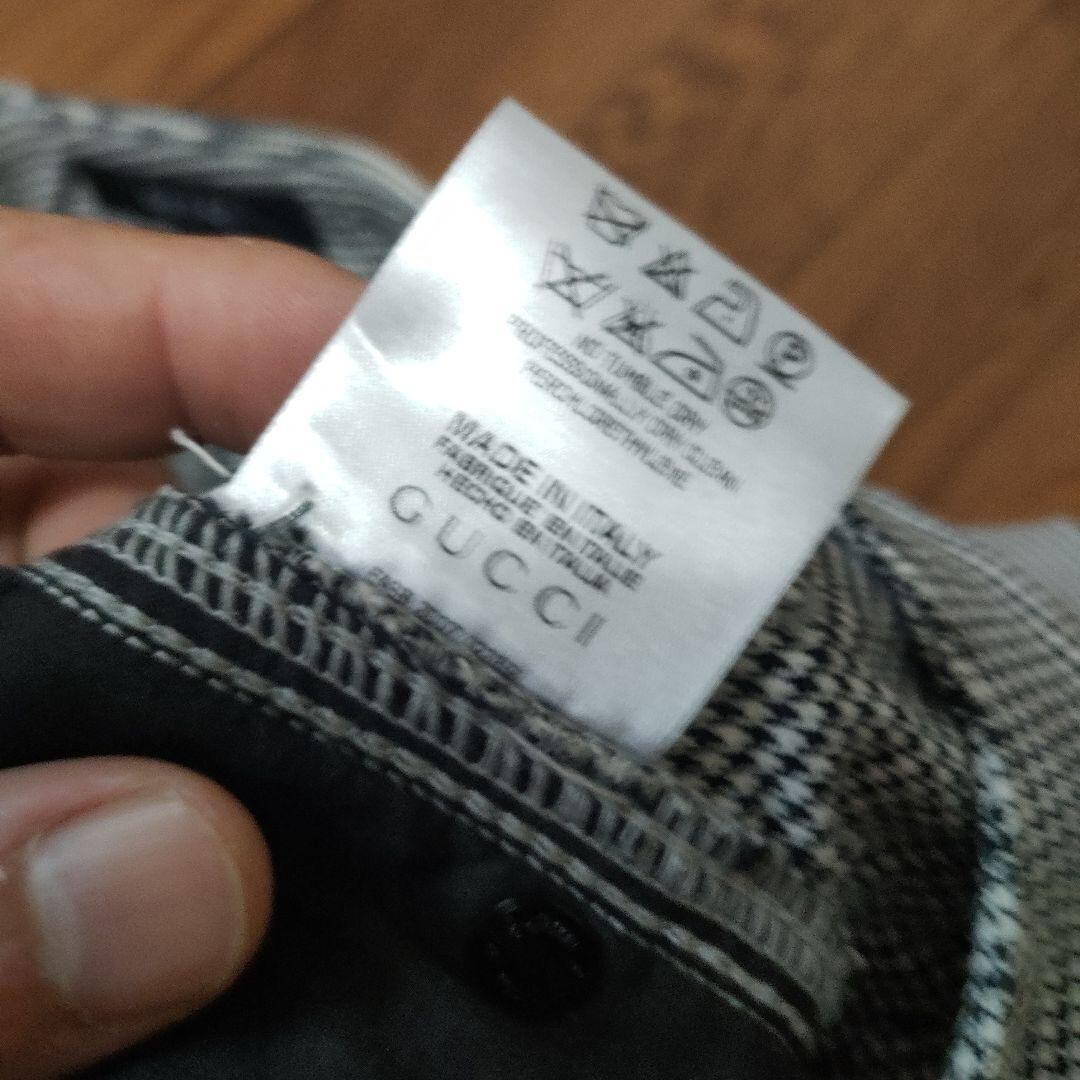 NO TUMBLE DRY
PROFESSIONALLY DRY CLEAN
PERCHLORETHYLENE
MADE IN ITALY
FABRIQUE EN ITALIE
HECHO EN ITALIA
GUCCI